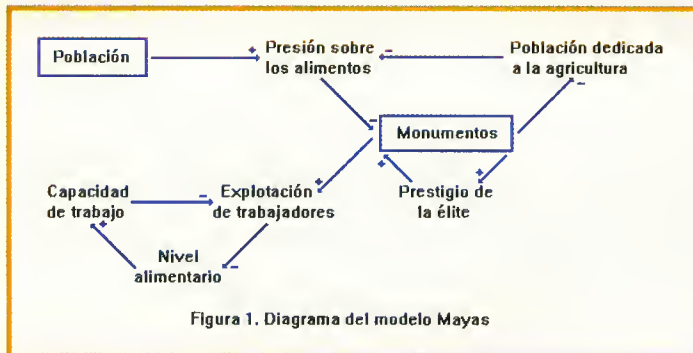 Población
+ Presión sobre
los alimentos
-
Población dedicada
a la agricultura
-
-
Monumentos
+
+
+
Prestigio de
la élite
Capacidad
de trabajo
+
-
Explotación
de trabajadores
Nivel
alimentario
-
Figura 1. Diagrama del modelo Mayas